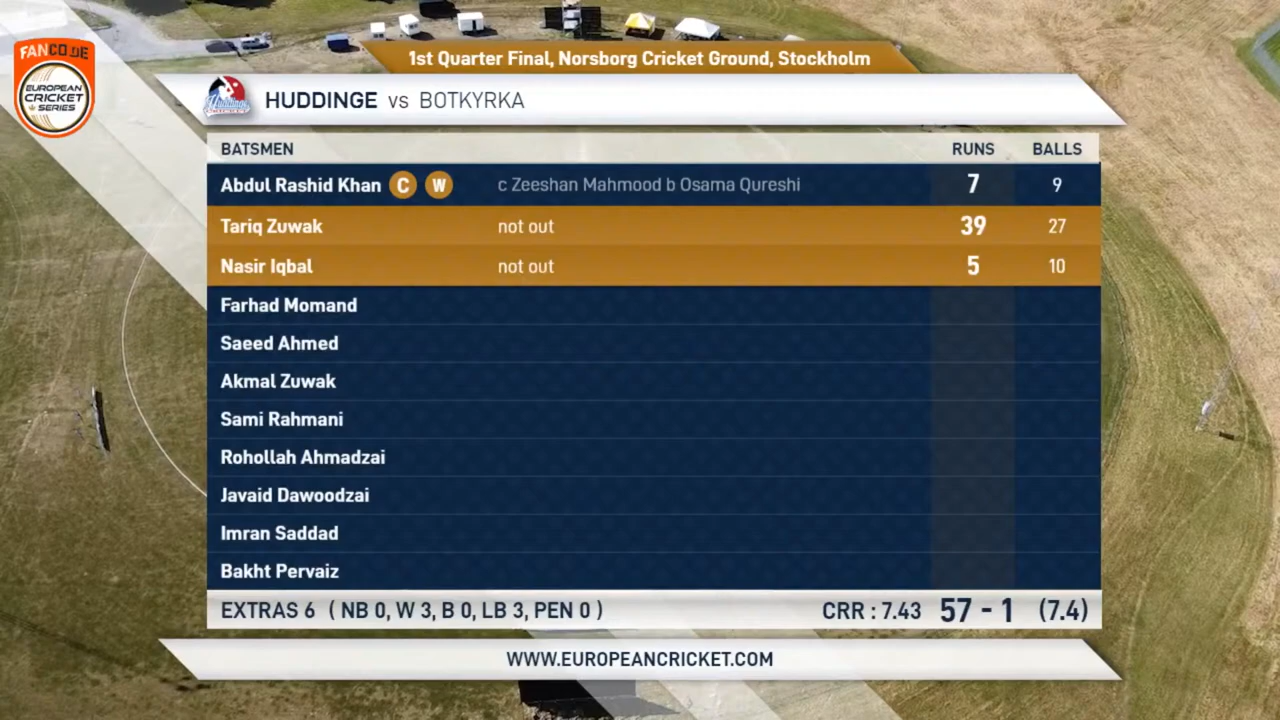 FANCODE
EUROPEAN
CRICKET
SERIES
1st Quarter Final, Norsborg Cricket Ground, Stockholm
Huddinge
HUDDINGE vs BOTKYRKA
BATSMEN RUNS BALLS
Abdul Rashid Khan C W c Zeeshan Mahmood b Osama Qureshi 7 9
Tariq Zuwak not out 39 27
Nasir Iqbal not out 5 10
Farhad Momand
Saeed Ahmed
Akmal Zuwak
Sami Rahmani
Rohollah Ahmadzai
Javaid Dawoodzai
Imran Saddad
Bakht Pervaiz
EXTRAS 6 ( NB 0, W 3, B 0, LB 3, PEN 0 ) CRR : 7.43 57 - 1 (7.4)
WWW.EUROPEANCRICKET.COM